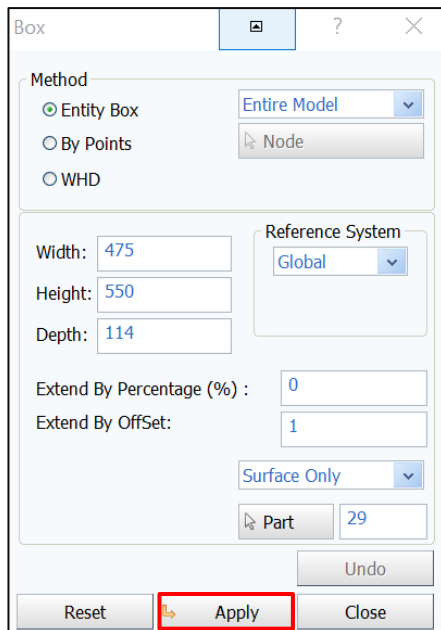 Box ?
Method
Entity Box Entire Model
By Points Node
WHD
Reference System
Width: 475 Global
Height: 550
Depth: 114
Extend By Percentage (%) : 0
Extend By OffSet: 1
Surface Only
Part 29
Undo
Reset Apply Close